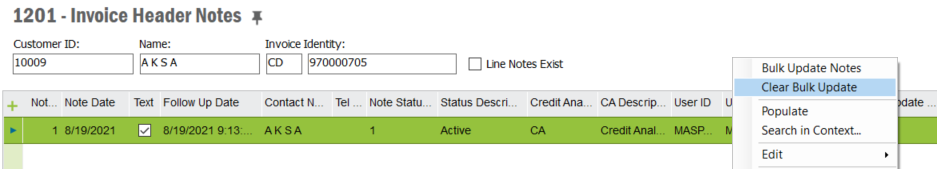 1201 - Invoice Header Notes
Customer ID: Name: Invoice Identity:
10009 A K S A CD 970000705 Line Notes Exist
Bulk Update Notes
Clear Bulk Update
Populate
Search in Context...
Edit
Not... Note Date Text Follow Up Date Contact N... Tel ... Note Statu... Status Descri... Credit Ana... CA Descrip... User ID U
1 8/19/2021 8/19/2021 9:13:... A K S A 1 Active CA Credit Anal... MASP... M